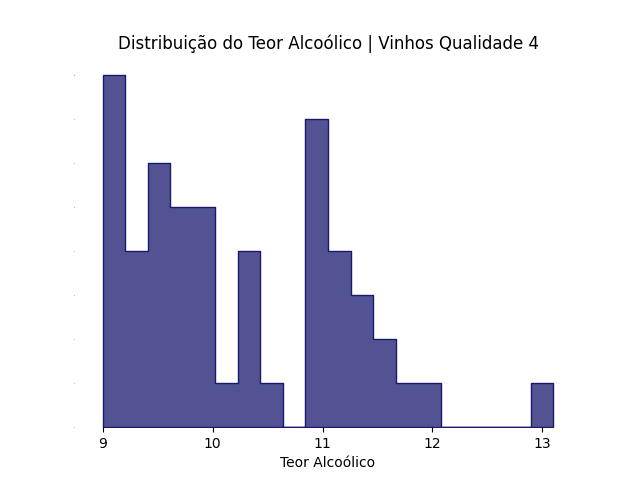 Distribuição do Teor Alcoólico | Vinhos Qualidade 4
9 10 11 12 13
Teor Alcoólico